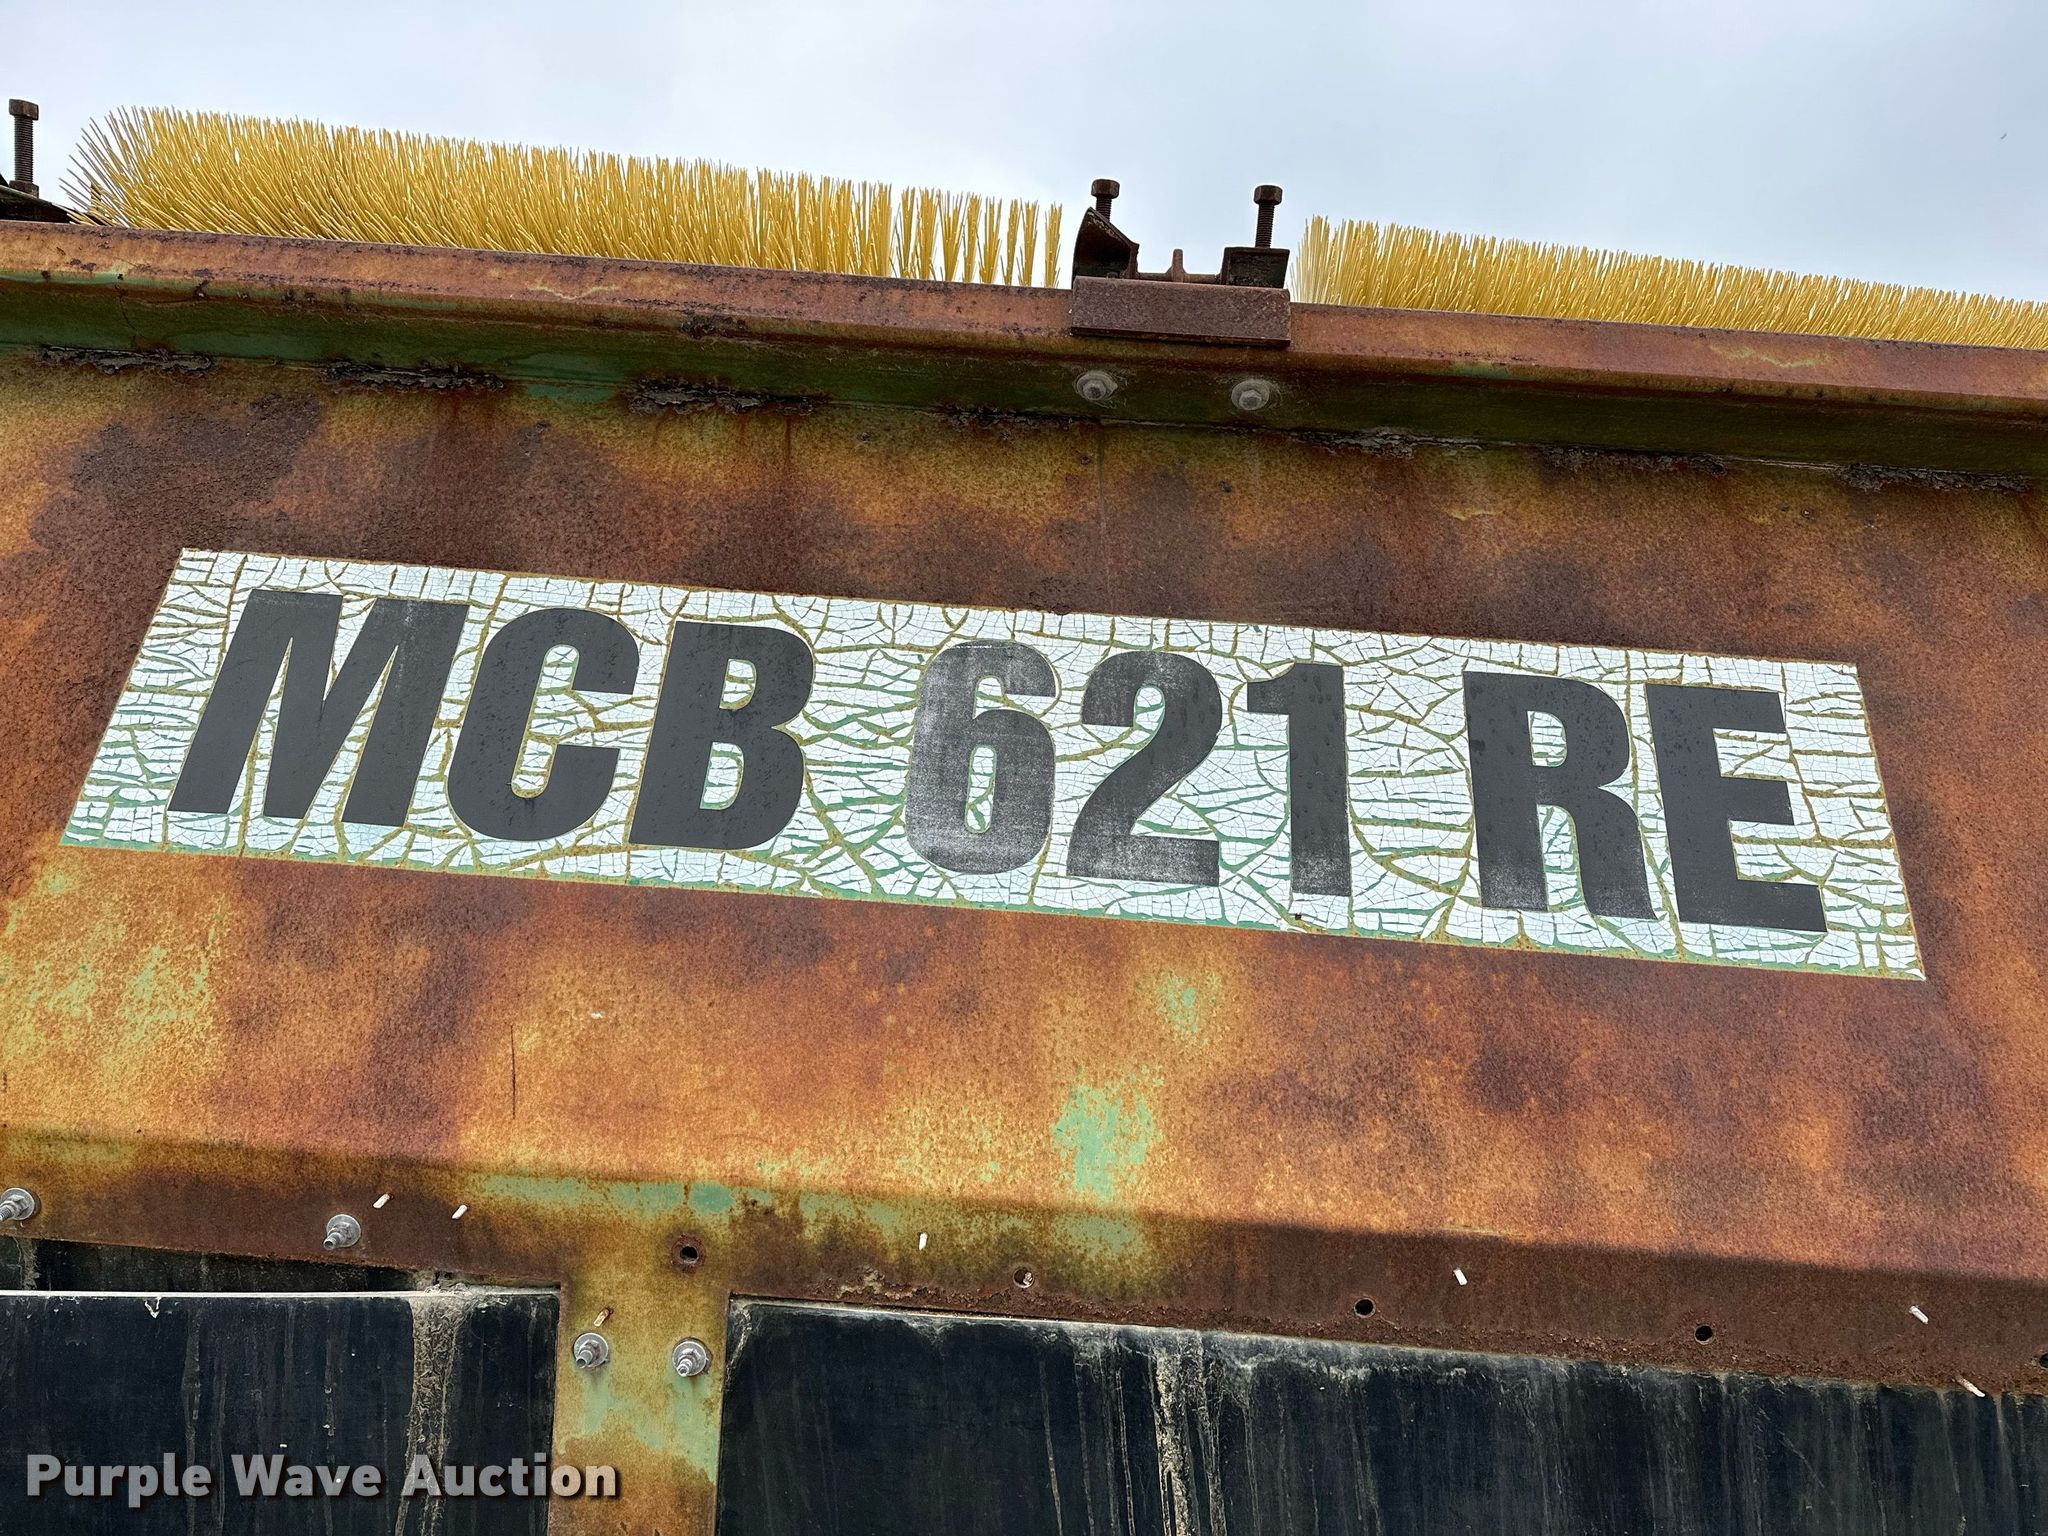 MCB 621 RE
Purple Wave Auction